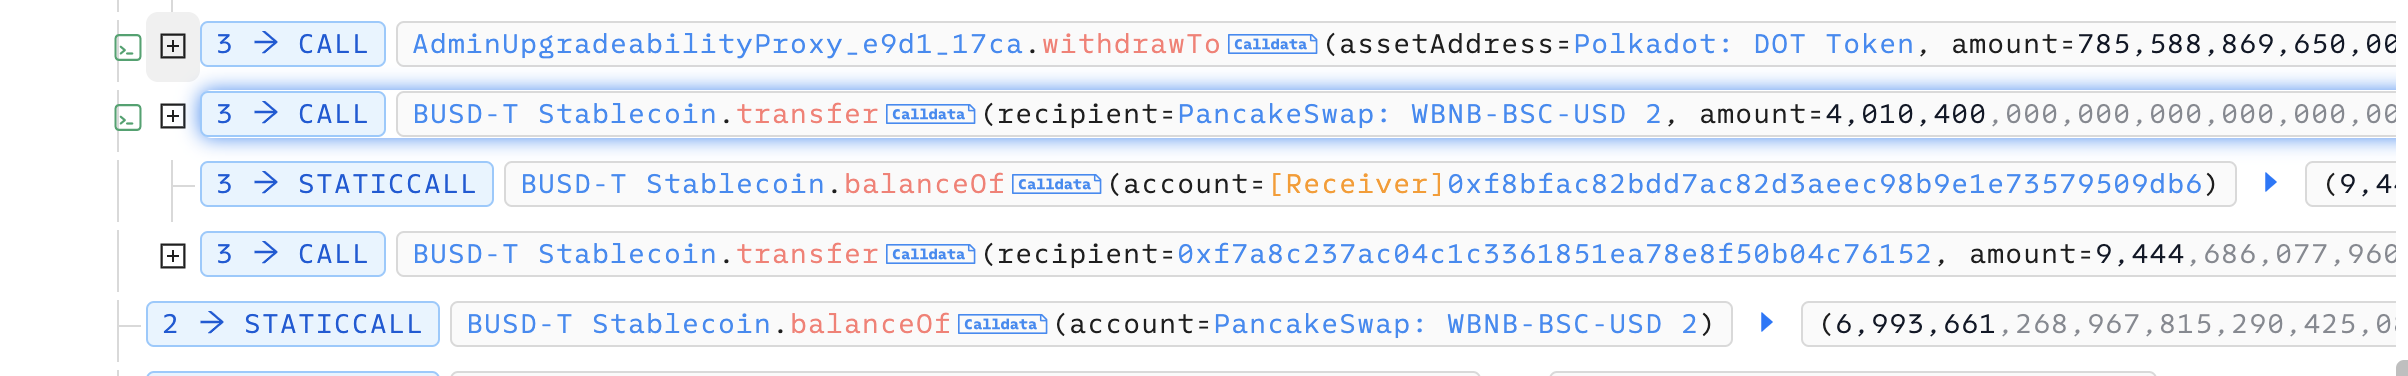 3 → CALL AdminUpgradeabilityProxy_e9d1_17ca.withdrawTo Calldata (assetAddress=Polkadot: DOT Token, amount=785,588,869,650,00
3 → CALL BUSD-T Stablecoin.transfer Calldata (recipient=PancakeSwap: WBNB-BSC-USD 2, amount=4,010,400,000,000,000,000,000,00
3 → STATICCALL BUSD-T Stablecoin.balanceOf Calldata (account=[Receiver]0xf8bfac82bdd7ac82d3aeec98b9e1e73579509db6) ▶ (9,4
3 → CALL BUSD-T Stablecoin.transfer Calldata (recipient=0xf7a8c237ac04c1c3361851ea78e8f50b04c76152, amount=9,444,686,077,960
2 → STATICCALL BUSD-T Stablecoin.balanceOf Calldata (account=PancakeSwap: WBNB-BSC-USD 2) ▶ (6,993,661,268,967,815,290,425,0